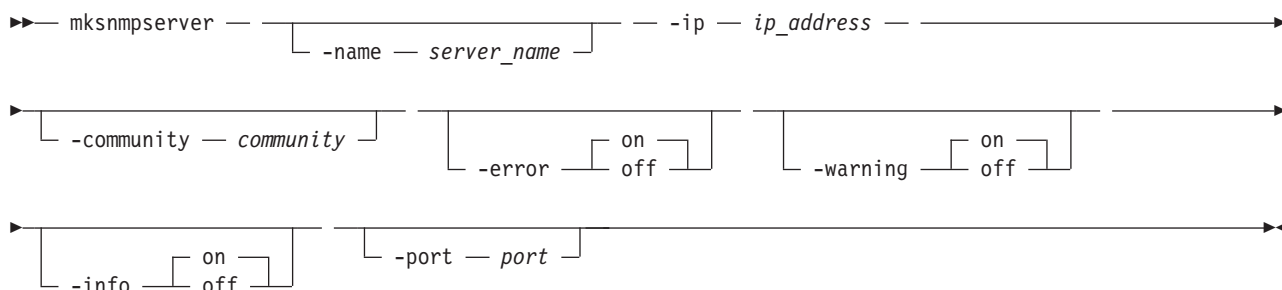 mksnmpserver -name server_name -ip ip_address
-community community -error on off -warning on off
-info on off -port port